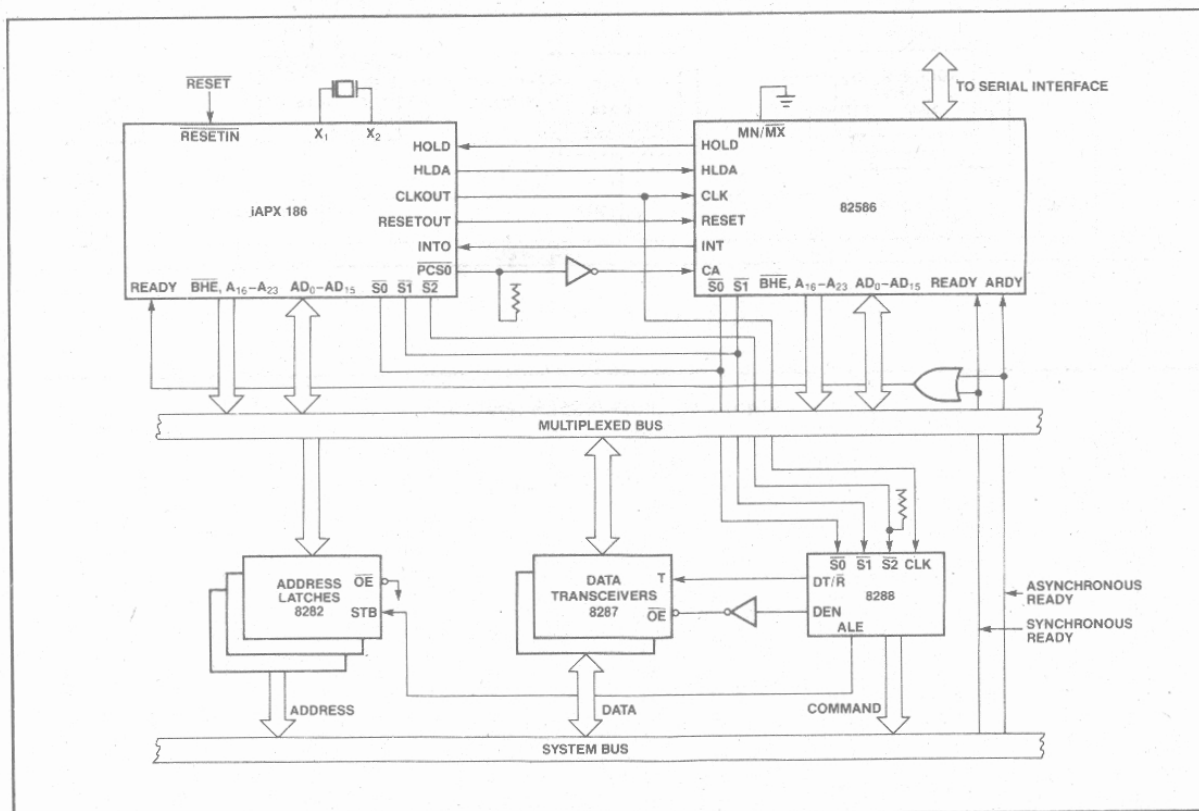 RESET
TO SERIAL INTERFACE
RESETIN
X1
X2
MN/MX
HOLD
HOLD
HLDA
HLDA
CLKOUT
CLK
iAPX 186
82586
RESETOUT
RESET
INTO
INT
PCS0
CA
READY
BHE, A16–A23
AD0–AD15
S0
S1
S2
S0
S1
BHE, A16–A23
AD0–AD15
READY
ARDY
MULTIPLEXED BUS
ADDRESS
LATCHES
8282
OE
STB
DATA
TRANSCEIVERS
8287
T
OE
S0
S1
S2
CLK
DT/R
8288
DEN
ALE
ASYNCHRONOUS
READY
SYNCHRONOUS
READY
ADDRESS
DATA
COMMAND
SYSTEM BUS